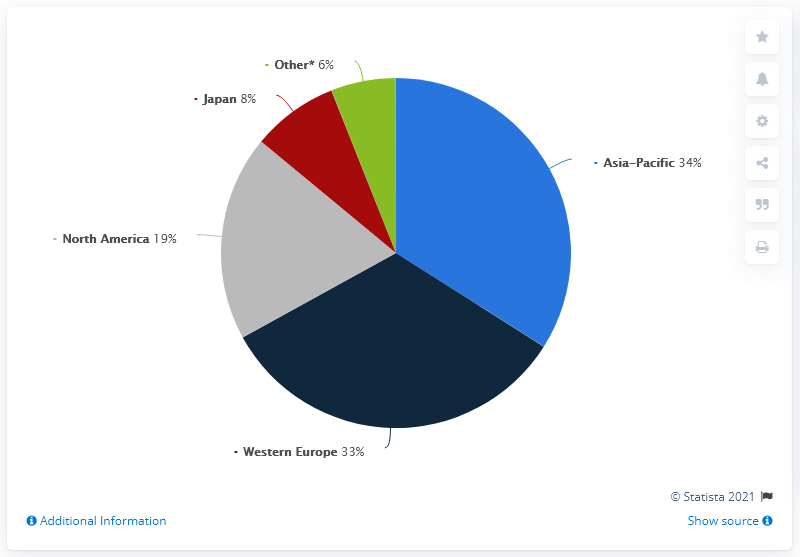 Other* 6%
Japan 8%
Asia–Pacific 34%
North America 19%
Western Europe 33%
© Statista 2021
Additional Information
Show source